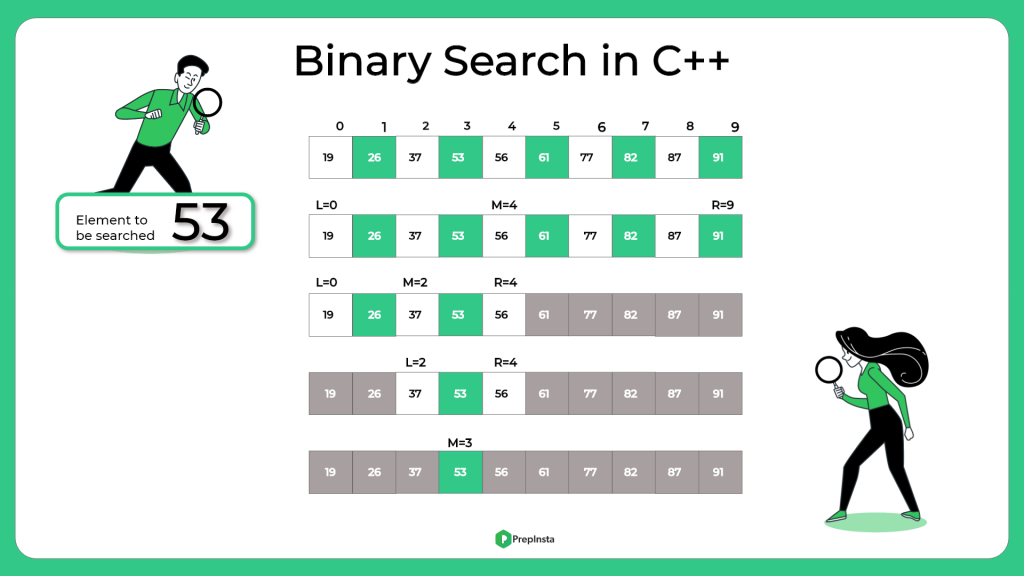 Binary Search in C++
Element to
be searched
53
0 1 2 3 4 5 6 7 8 9
19 26 37 53 56 61 77 82 87 91
L=0 M=4 R=9
19 26 37 53 56 61 77 82 87 91
L=0 M=2 R=4
19 26 37 53 56 61 77 82 87 91
L=2 R=4
19 26 37 53 56 61 77 82 87 91
M=3
19 26 37 53 56 61 77 82 87 91
PrepInsta